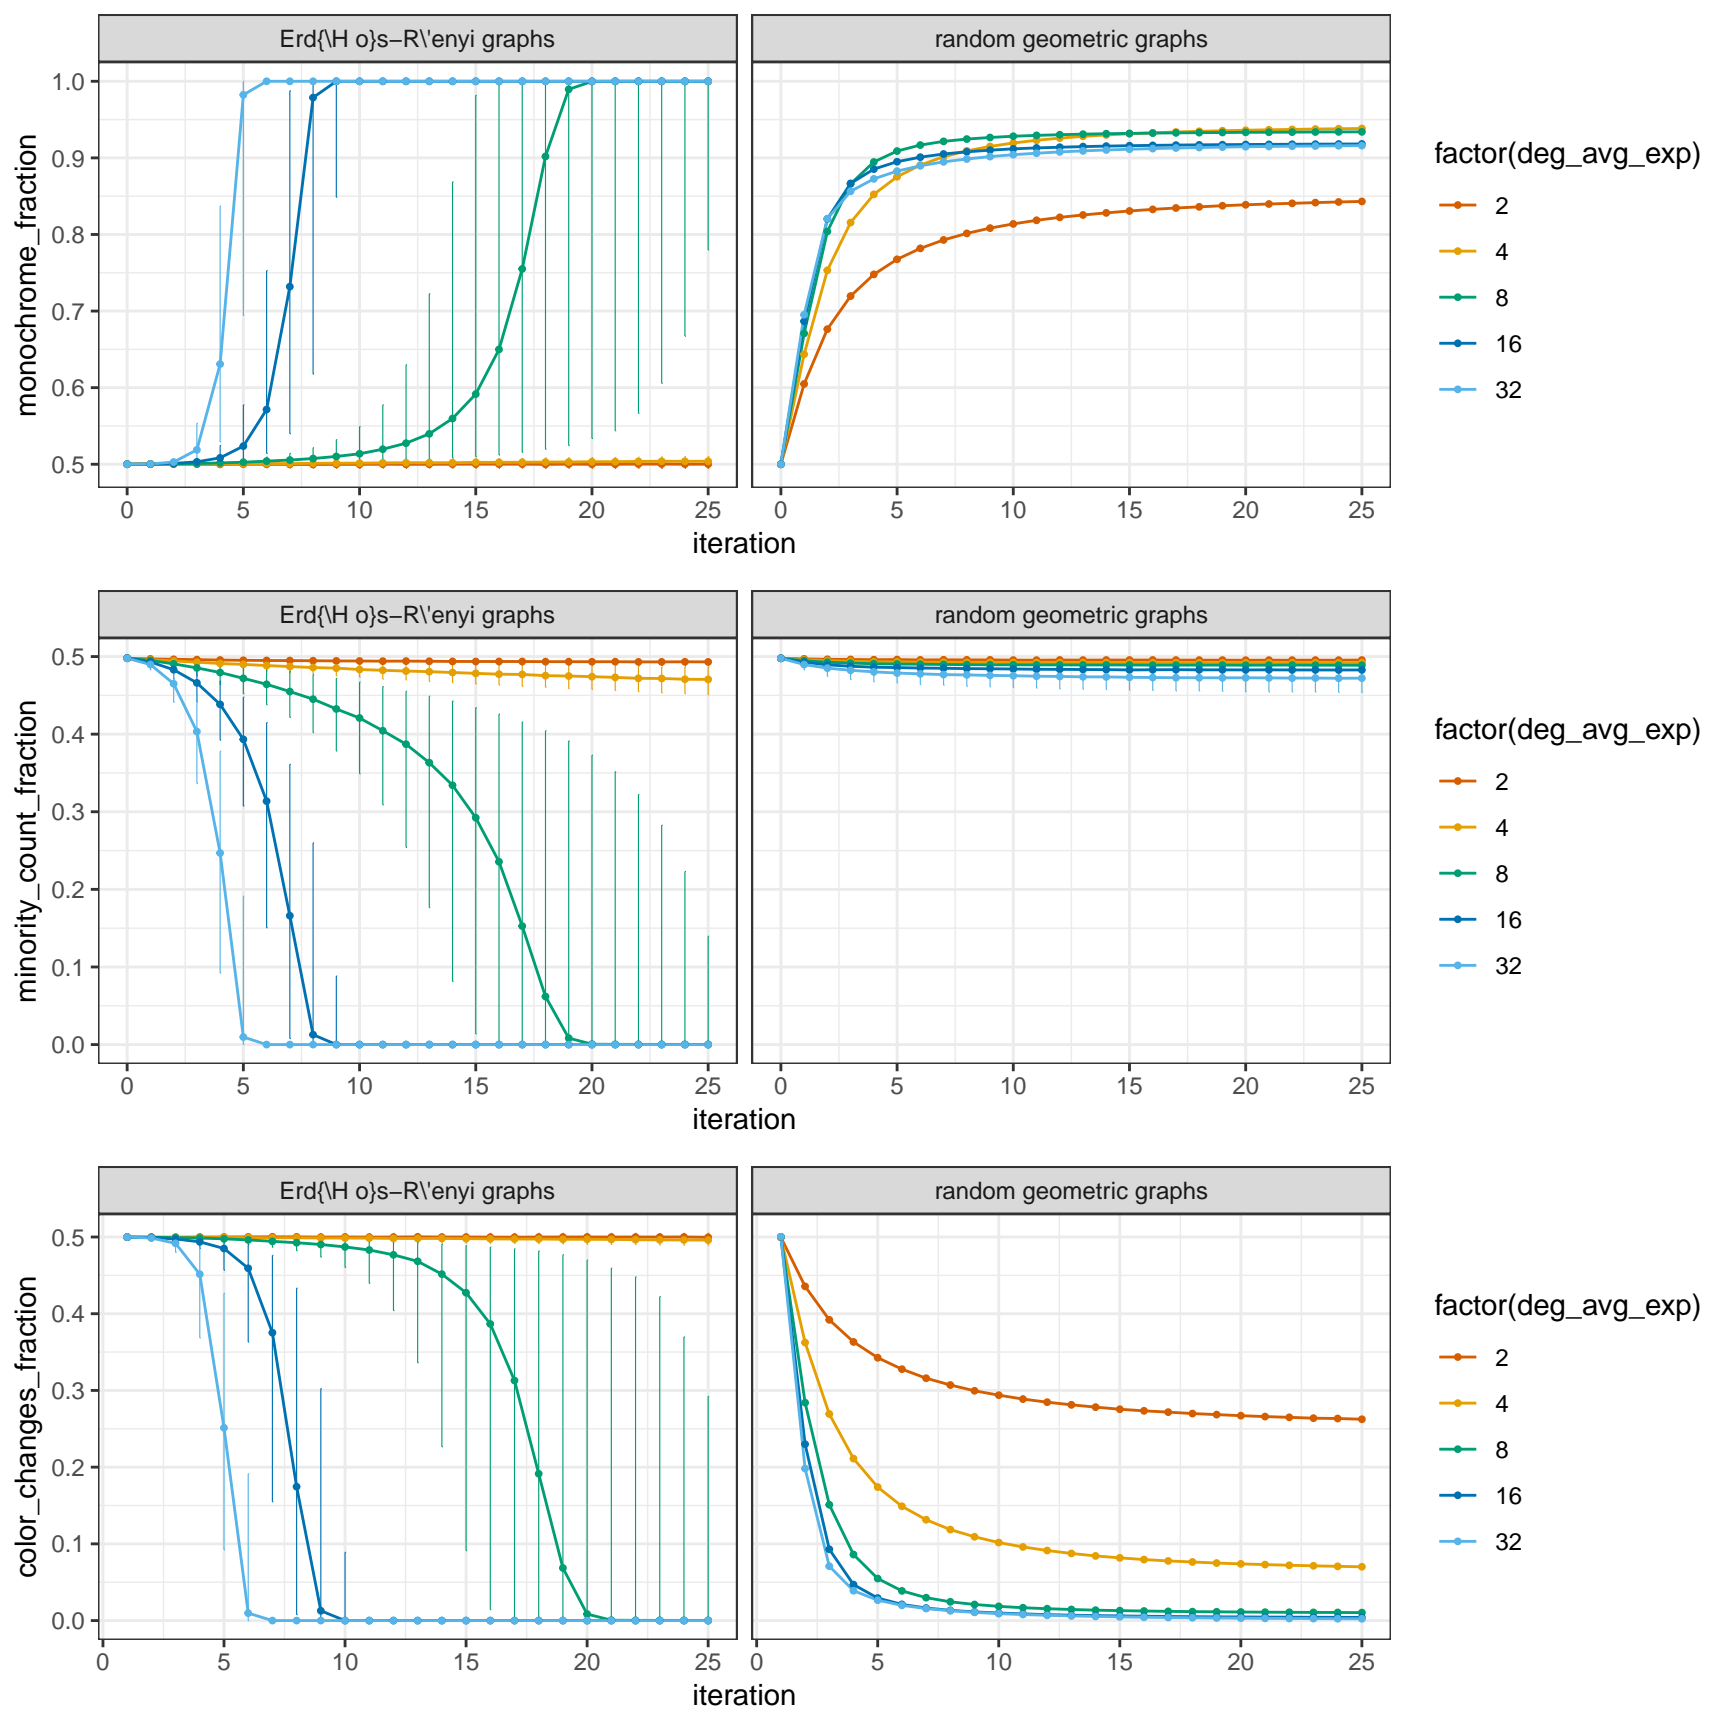 Erd{\H o}s−R\'enyi graphs
random geometric graphs
monochrome_fraction
1.0
0.9
0.8
0.7
0.6
0.5
0 5 10 15 20 25
0 5 10 15 20 25
iteration
factor(deg_avg_exp)
2
4
8
16
32
Erd{\H o}s−R\'enyi graphs
random geometric graphs
minority_count_fraction
0.5
0.4
0.3
0.2
0.1
0.0
0 5 10 15 20 25
0 5 10 15 20 25
iteration
factor(deg_avg_exp)
2
4
8
16
32
Erd{\H o}s−R\'enyi graphs
random geometric graphs
color_changes_fraction
0.5
0.4
0.3
0.2
0.1
0.0
0 5 10 15 20 25
0 5 10 15 20 25
iteration
factor(deg_avg_exp)
2
4
8
16
32